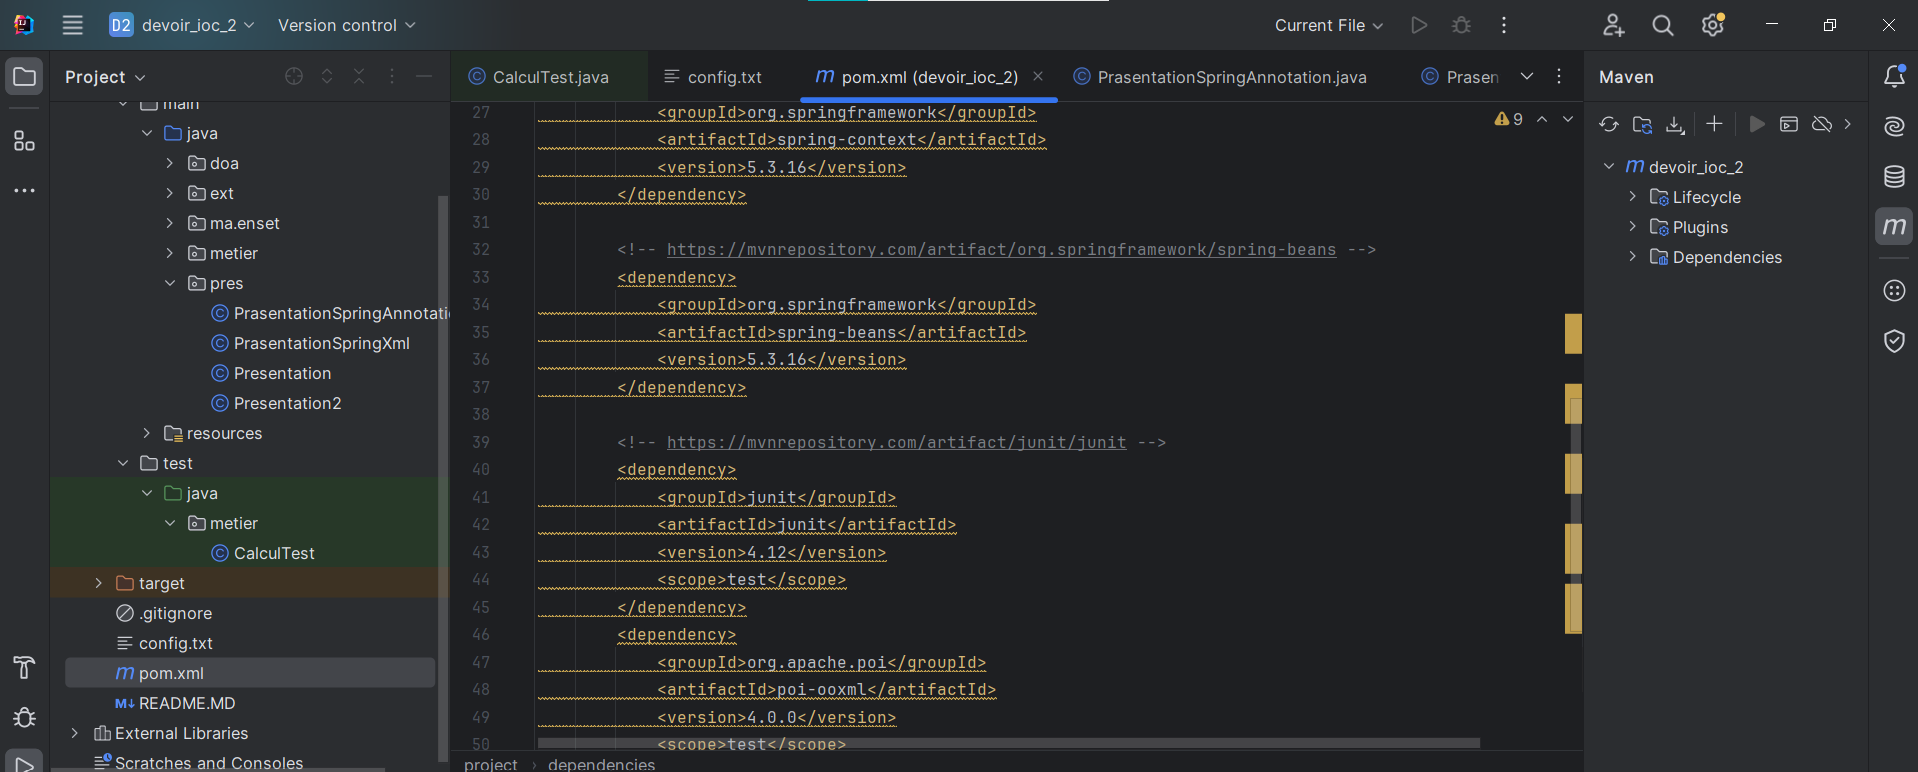 D2 devoir_ioc_2 Version control Current File
Project
main
java
doa
ext
ma.enset
metier
pres
PrasentationSpringAnnotati
PrasentationSpringXml
Presentation
Presentation2
resources
test
java
metier
CalculTest
target
.gitignore
config.txt
m pom.xml
M↓ README.MD
External Libraries
Scratches and Consoles
CalculTest.java config.txt m pom.xml (devoir_ioc_2) PrasentationSpringAnnotation.java Prasen
9
27 <groupId>org.springframework</groupId>
28 <artifactId>spring-context</artifactId>
29 <version>5.3.16</version>
30 </dependency>
31
32 <!-- https://mvnrepository.com/artifact/org.springframework/spring-beans -->
33 <dependency>
34 <groupId>org.springframework</groupId>
35 <artifactId>spring-beans</artifactId>
36 <version>5.3.16</version>
37 </dependency>
38
39 <!-- https://mvnrepository.com/artifact/junit/junit -->
40 <dependency>
41 <groupId>junit</groupId>
42 <artifactId>junit</artifactId>
43 <version>4.12</version>
44 <scope>test</scope>
45 </dependency>
46 <dependency>
47 <groupId>org.apache.poi</groupId>
48 <artifactId>poi-ooxml</artifactId>
49 <version>4.0.0</version>
50 <scope>test</scope>
project › dependencies
Maven
m devoir_ioc_2
Lifecycle
Plugins
Dependencies
m